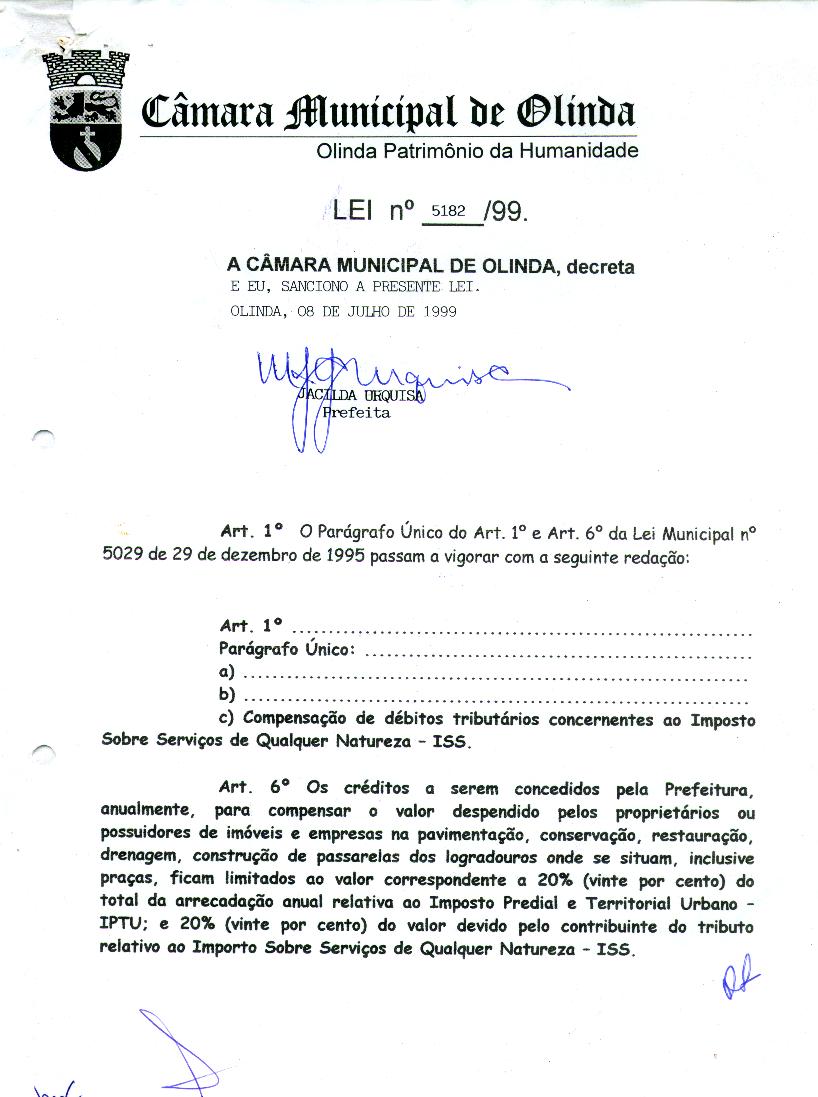 Câmara Municipal de Olinda
Olinda Patrimônio da Humanidade
LEI nº 5182 /99.
A CÂMARA MUNICIPAL DE OLINDA, decreta
E EU, SANCIONO A PRESENTE LEI.
OLINDA, 08 DE JULHO DE 1999
JACILDA URQUISA
Prefeita
Art. 1º O Parágrafo Único do Art. 1º e Art. 6º da Lei Municipal nº
5029 de 29 de dezembro de 1995 passam a vigorar com a seguinte redação:
Art. 1º ................................................................
Parágrafo Único: ......................................................
a) ......................................................................
b) ......................................................................
c) Compensação de débitos tributários concernentes ao Imposto
Sobre Serviços de Qualquer Natureza - ISS.
Art. 6º Os créditos a serem concedidos pela Prefeitura,
anualmente, para compensar o valor despendido pelos proprietários ou
possuidores de imóveis e empresas na pavimentação, conservação, restauração,
drenagem, construção de passarelas dos logradouros onde se situam, inclusive
praças, ficam limitados ao valor correspondente a 20% (vinte por cento) do
total da arrecadação anual relativa ao Imposto Predial e Territorial Urbano -
IPTU; e 20% (vinte por cento) do valor devido pelo contribuinte do tributo
relativo ao Importo Sobre Serviços de Qualquer Natureza - ISS.